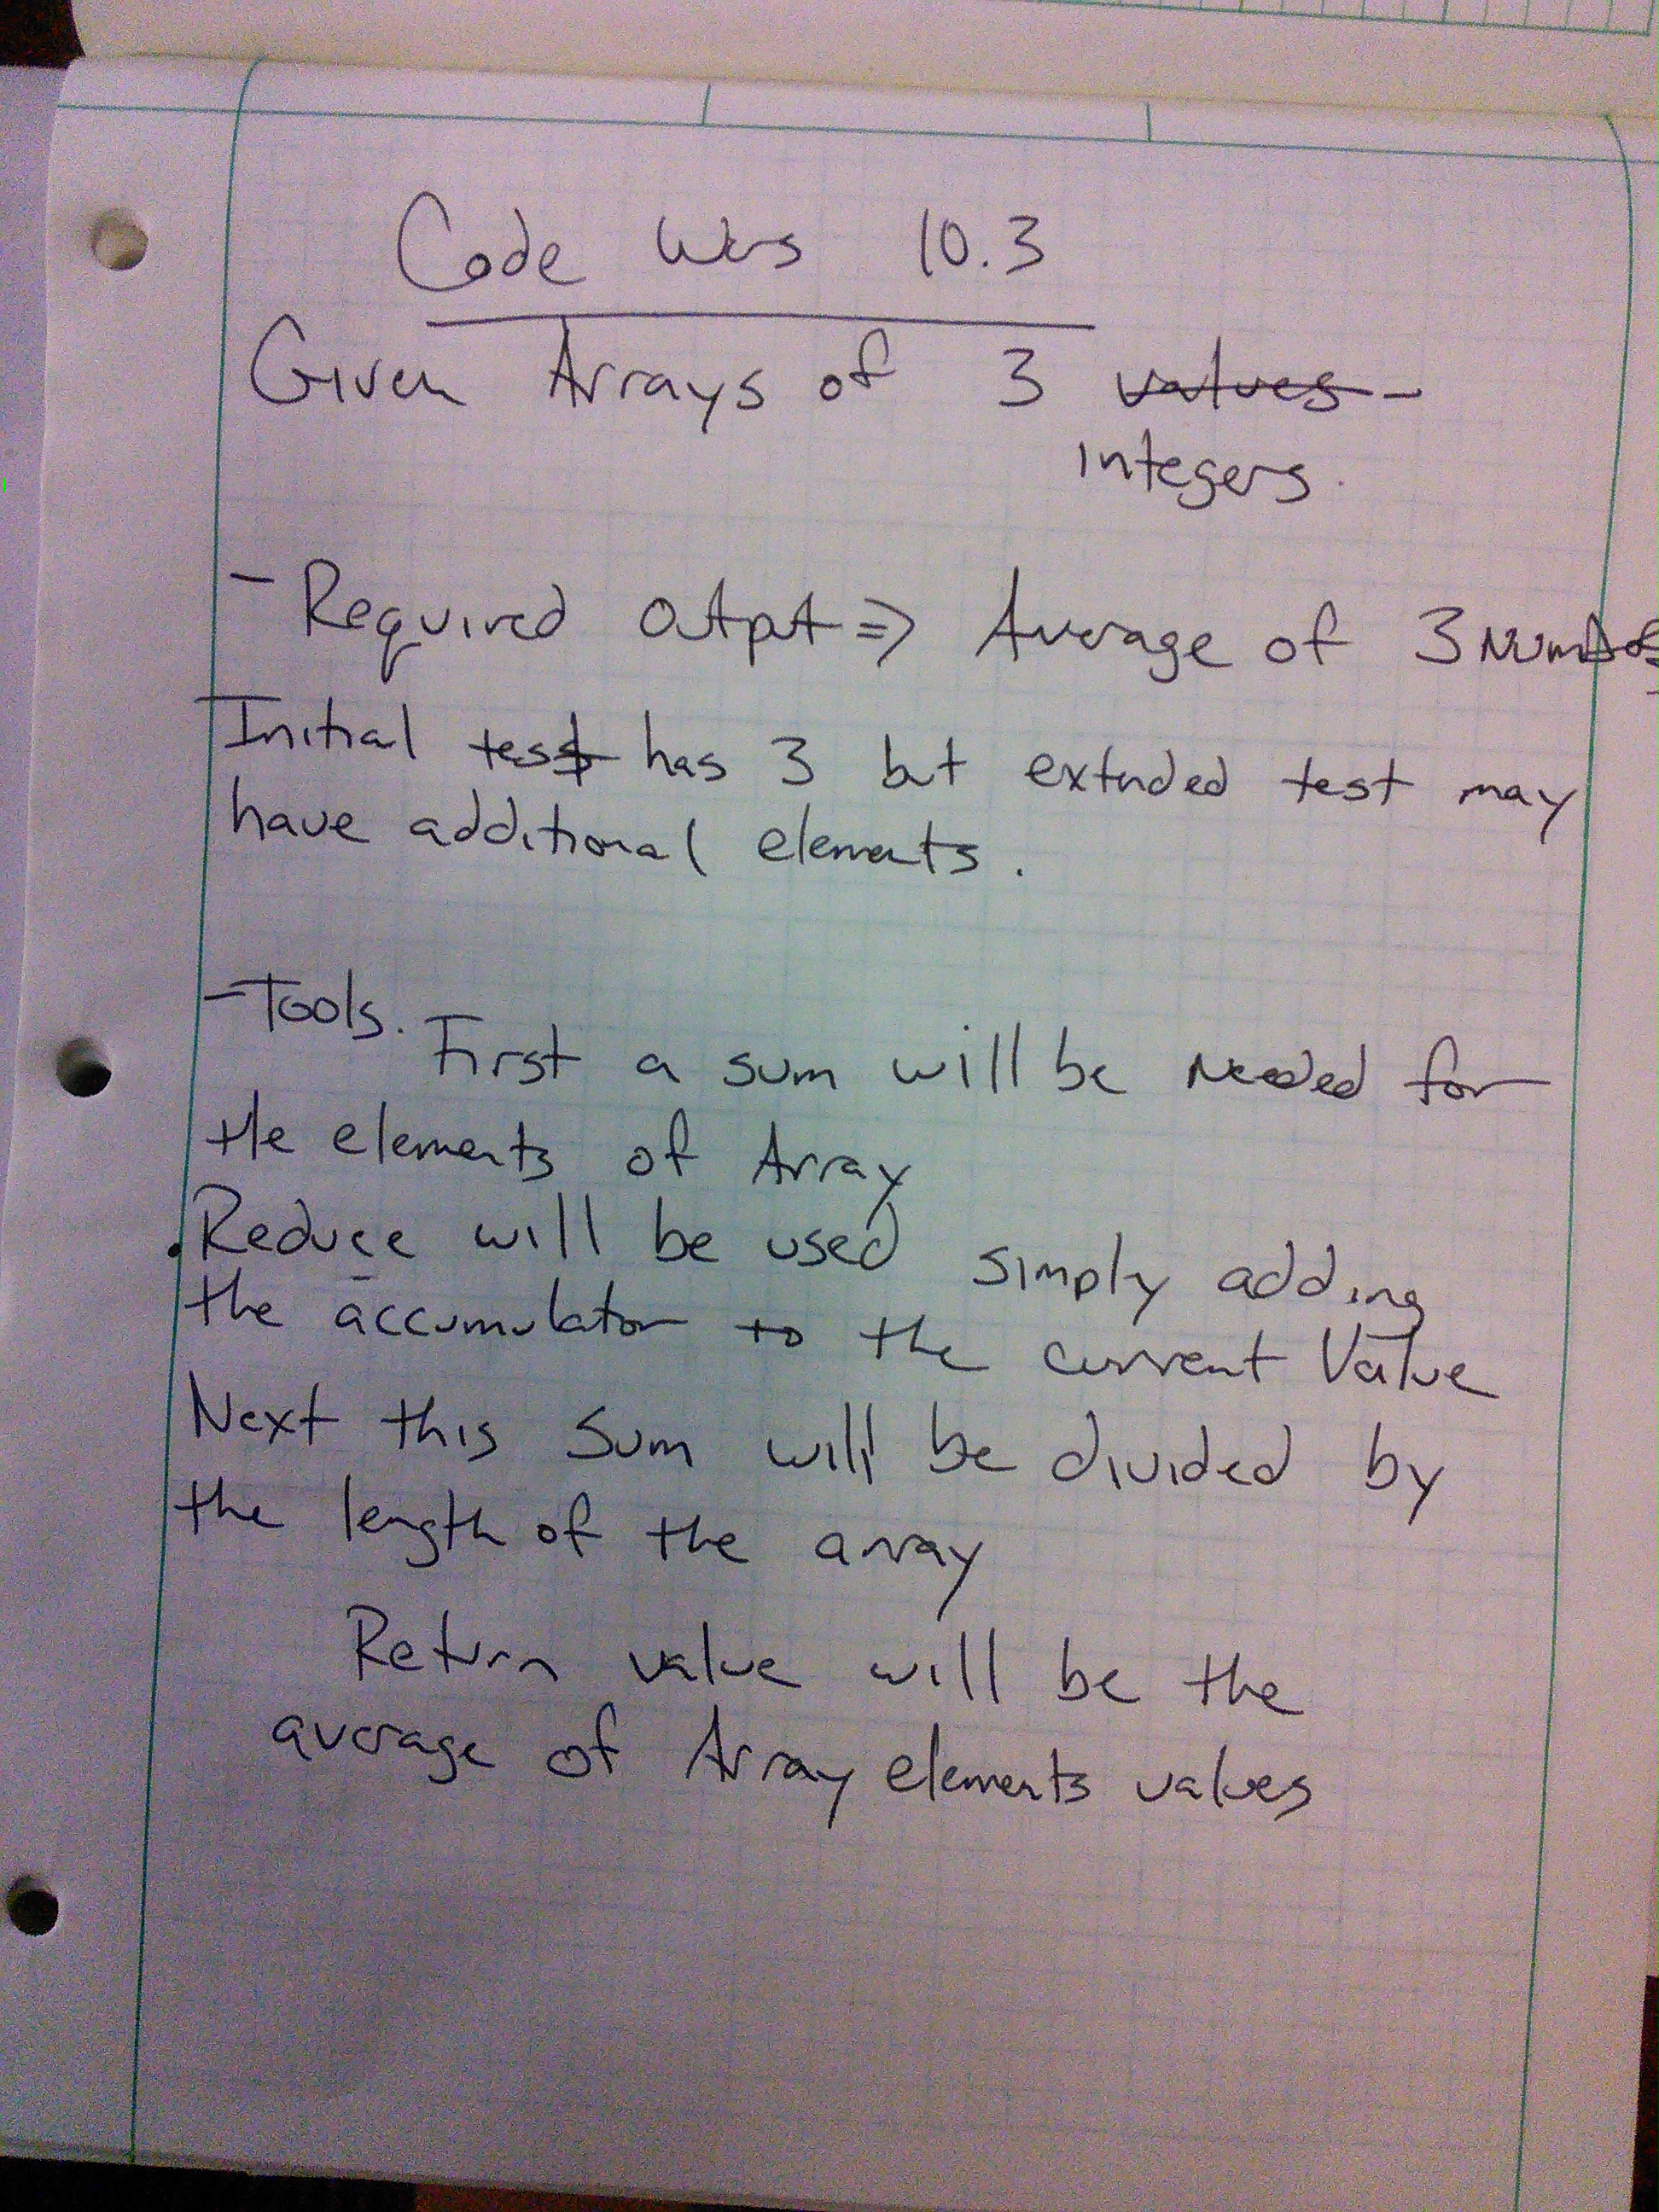 Code Wars 10.3
Given Arrays of 3 values
integers.
- Required Output => Average of 3 Numbers
Initial test has 3 but extended test may
have additional elements.
- Tools.
First a sum will be Needed for
the elements of Array
. Reduce will be used simply adding
the accumulator to the current Value
Next this Sum will be divided by
the length of the array
Return value will be the
average of Array elements values